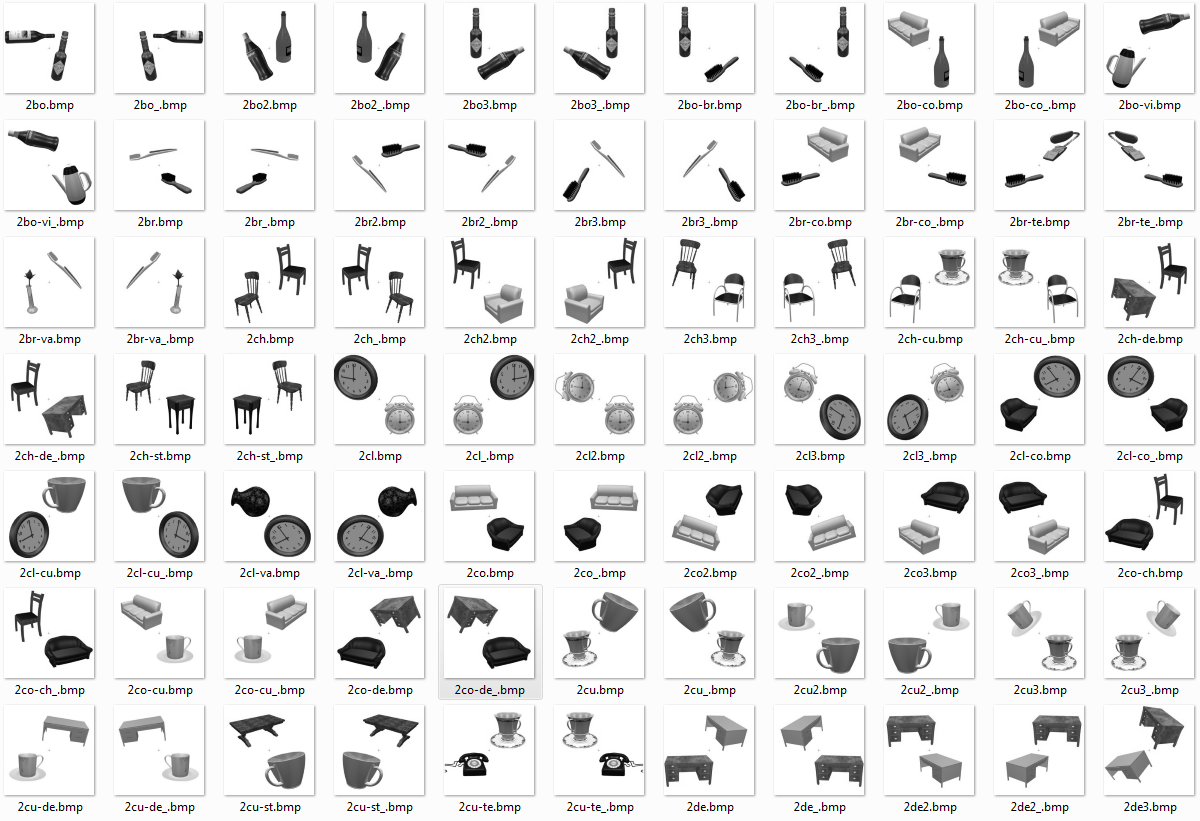 2bo.bmp 2bo_.bmp 2bo2.bmp 2bo2_.bmp 2bo3.bmp 2bo3_.bmp 2bo-br.bmp 2bo-br_.bmp 2bo-co.bmp 2bo-co_.bmp 2bo-vi.bmp
2bo-vi_.bmp 2br.bmp 2br_.bmp 2br2.bmp 2br2_.bmp 2br3.bmp 2br3_.bmp 2br-co.bmp 2br-co_.bmp 2br-te.bmp 2br-te_.bmp
2br-va.bmp 2br-va_.bmp 2ch.bmp 2ch_.bmp 2ch2.bmp 2ch2_.bmp 2ch3.bmp 2ch3_.bmp 2ch-cu.bmp 2ch-cu_.bmp 2ch-de.bmp
2ch-de_.bmp 2ch-st.bmp 2ch-st_.bmp 2cl.bmp 2cl_.bmp 2cl2.bmp 2cl2_.bmp 2cl3.bmp 2cl3_.bmp 2cl-co.bmp 2cl-co_.bmp
2cl-cu.bmp 2cl-cu_.bmp 2cl-va.bmp 2cl-va_.bmp 2co.bmp 2co_.bmp 2co2.bmp 2co2_.bmp 2co3.bmp 2co3_.bmp 2co-ch.bmp
2co-ch_.bmp 2co-cu.bmp 2co-cu_.bmp 2co-de.bmp 2co-de_.bmp 2cu.bmp 2cu_.bmp 2cu2.bmp 2cu2_.bmp 2cu3.bmp 2cu3_.bmp
2cu-de.bmp 2cu-de_.bmp 2cu-st.bmp 2cu-st_.bmp 2cu-te.bmp 2cu-te_.bmp 2de.bmp 2de_.bmp 2de2.bmp 2de2_.bmp 2de3.bmp